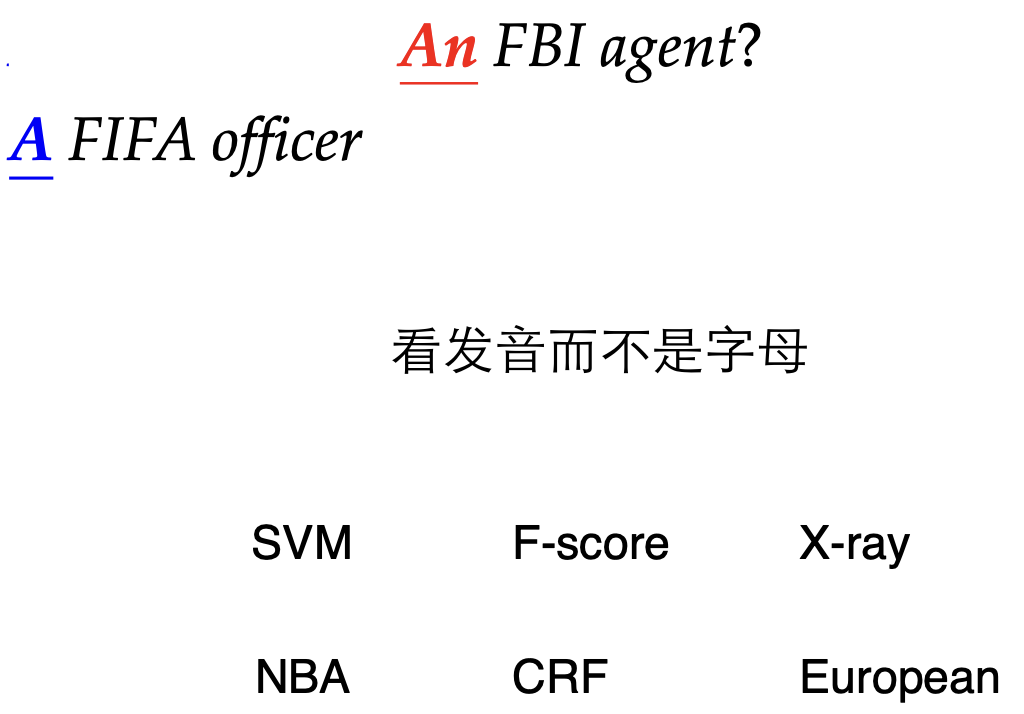 An FBI agent?
A FIFA officer
看发音而不是字母
SVM F-score X-ray
NBA CRF European